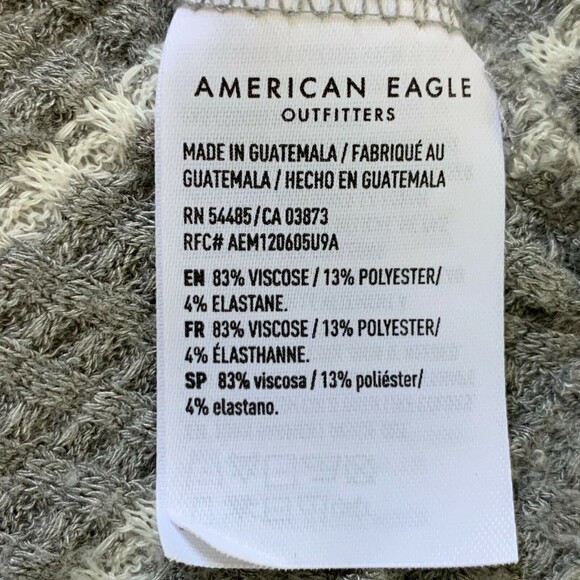 AMERICAN EAGLE
OUTFITTERS
MADE IN GUATEMALA / FABRIQUÉ AU
GUATEMALA / HECHO EN GUATEMALA
RN 54485/CA 03873
RFC# AEM120605U9A
EN 83% VISCOSE / 13% POLYESTER/
4% ELASTANE.
FR 83% VISCOSE / 13% POLYESTER/
4% ÉLASTHANNE.
SP 83% viscosa / 13% poliéster/
4% elastano.